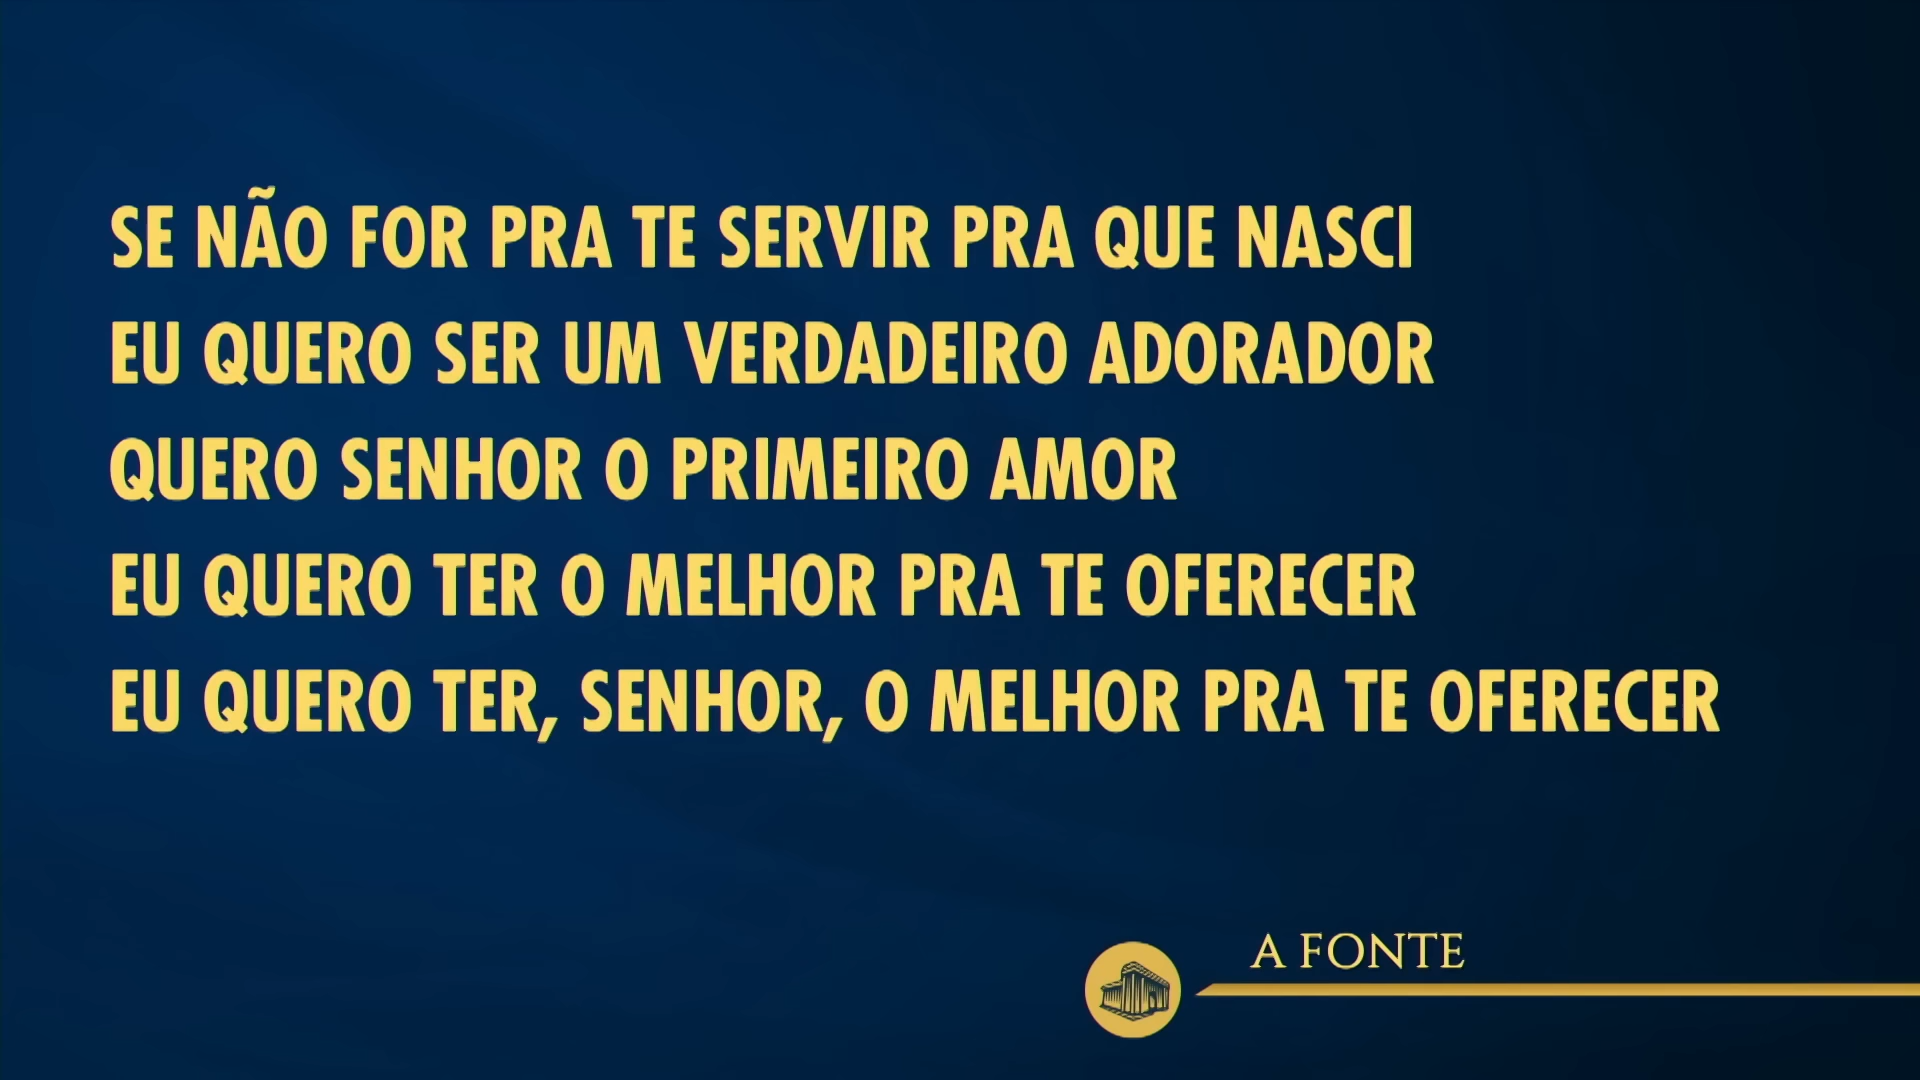 SE NÃO FOR PRA TE SERVIR PRA QUE NASCI
EU QUERO SER UM VERDADEIRO ADORADOR
QUERO SENHOR O PRIMEIRO AMOR
EU QUERO TER O MELHOR PRA TE OFERECER
EU QUERO TER, SENHOR, O MELHOR PRA TE OFERECER
A FONTE